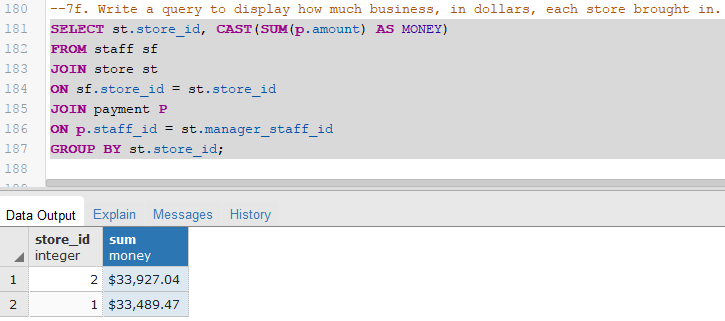 180 --7f. Write a query to display how much business, in dollars, each store brought in.
181 SELECT st.store_id, CAST(SUM(p.amount) AS MONEY)
182 FROM staff sf
183 JOIN store st
184 ON sf.store_id = st.store_id
185 JOIN payment P
186 ON p.staff_id = st.manager_staff_id
187 GROUP BY st.store_id;
188
Data Output Explain Messages History
store_id sum
integer money
1 2 $33,927.04
2 1 $33,489.47